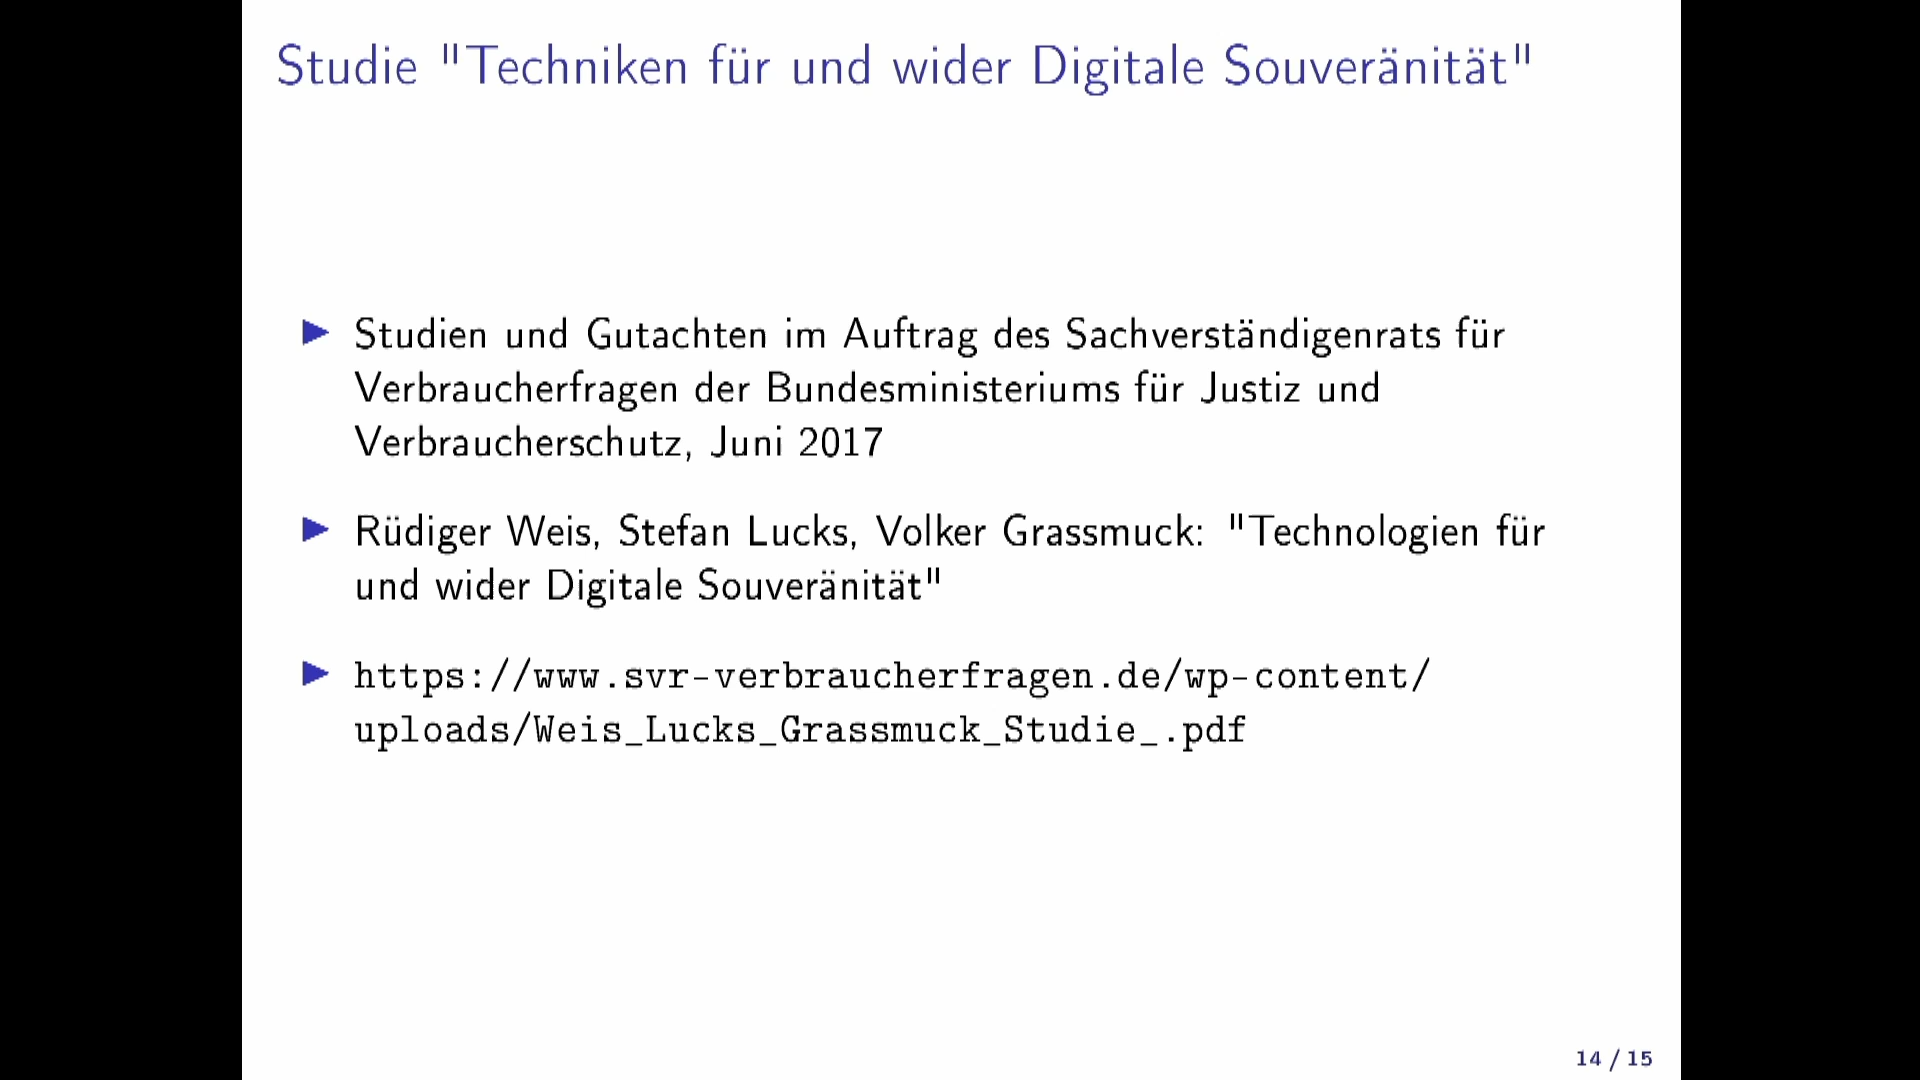 Studie "Techniken für und wider Digitale Souveränität"
Studien und Gutachten im Auftrag des Sachverständigenrats für
Verbraucherfragen der Bundesministeriums für Justiz und
Verbraucherschutz, Juni 2017
Rüdiger Weis, Stefan Lucks, Volker Grassmuck: "Technologien für
und wider Digitale Souveränität"
https://www.svr-verbraucherfragen.de/wp-content/
uploads/Weis_Lucks_Grassmuck_Studie_.pdf
14 / 15